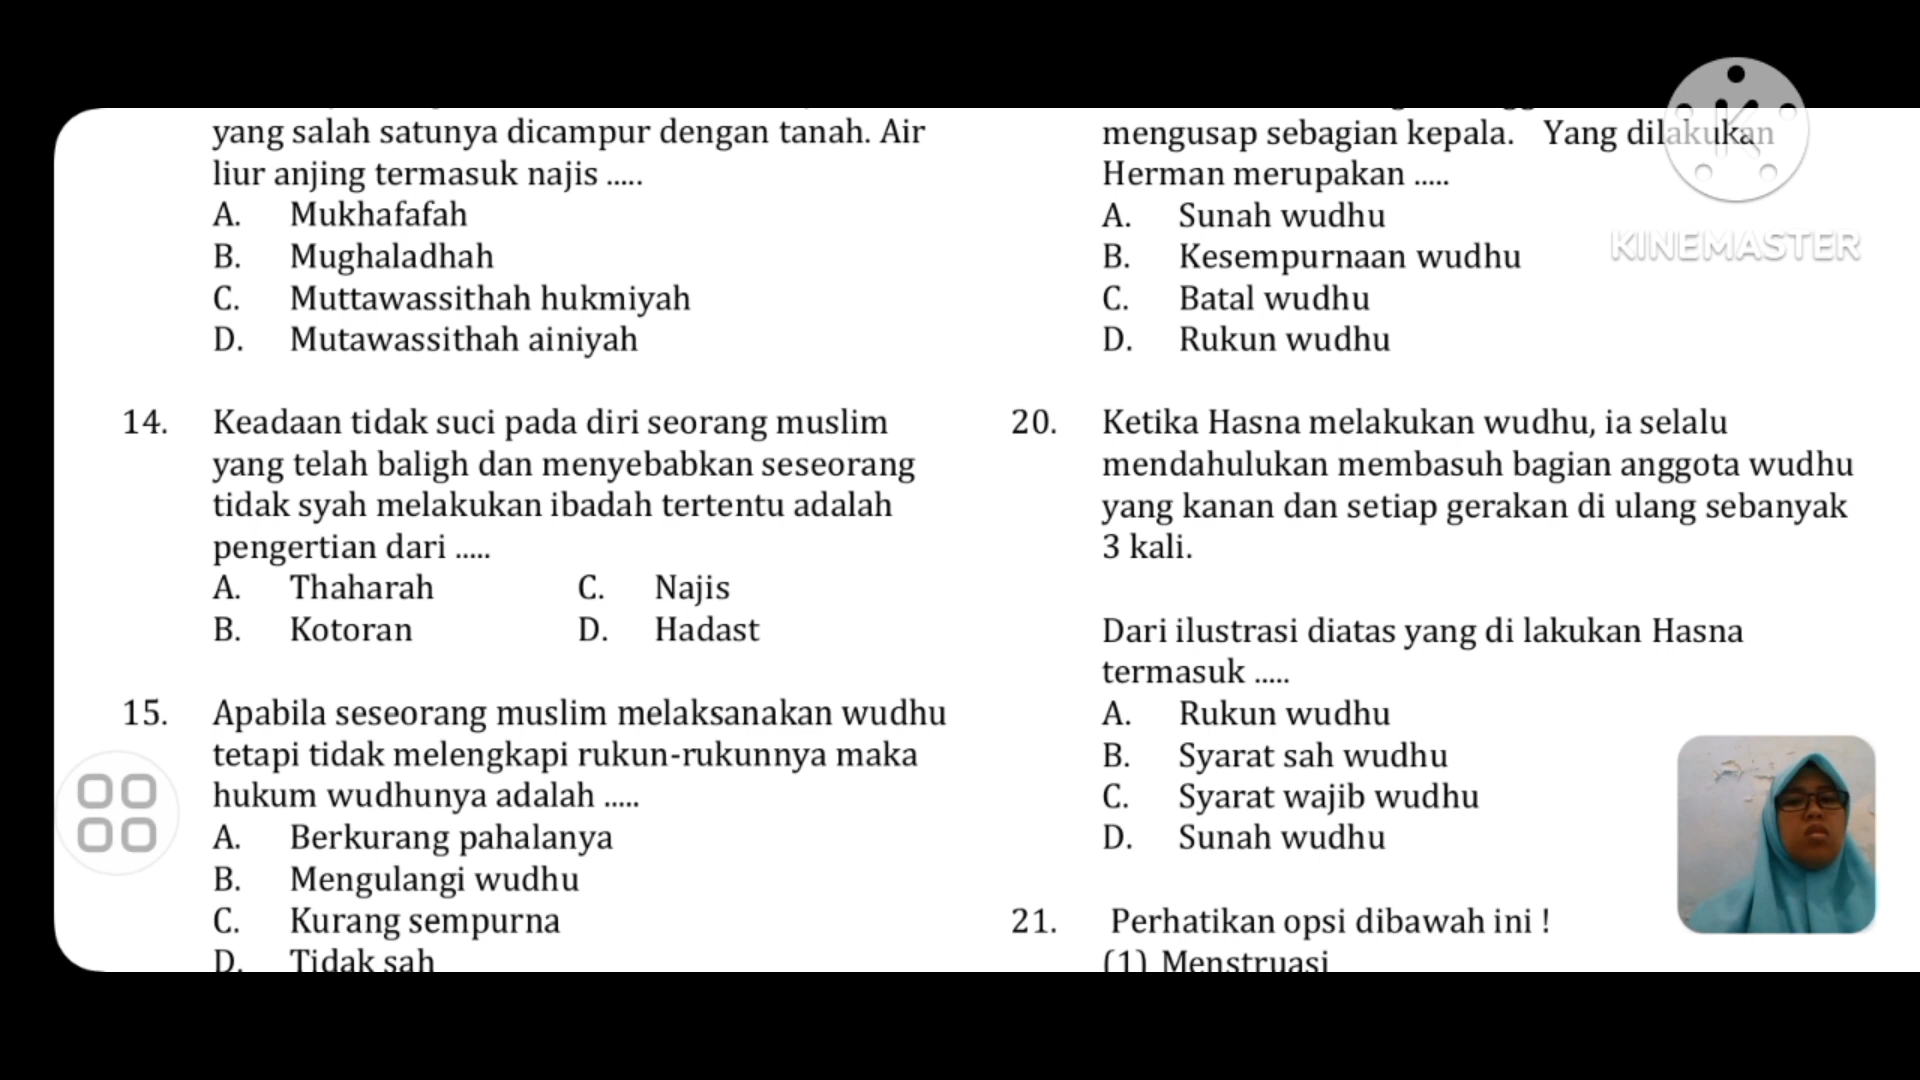 yang salah satunya dicampur dengan tanah. Air
liur anjing termasuk najis .....
A. Mukhafafah
B. Mughaladhah
C. Muttawassithah hukmiyah
D. Mutawassithah ainiyah
14. Keadaan tidak suci pada diri seorang muslim
yang telah baligh dan menyebabkan seseorang
tidak syah melakukan ibadah tertentu adalah
pengertian dari .....
A. Thaharah C. Najis
B. Kotoran D. Hadast
15. Apabila seseorang muslim melaksanakan wudhu
tetapi tidak melengkapi rukun-rukunnya maka
hukum wudhunya adalah .....
A. Berkurang pahalanya
B. Mengulangi wudhu
C. Kurang sempurna
D. Tidak sah
mengusap sebagian kepala. Yang dilakukan
Herman merupakan .....
A. Sunah wudhu
B. Kesempurnaan wudhu
C. Batal wudhu
D. Rukun wudhu
20. Ketika Hasna melakukan wudhu, ia selalu
mendahulukan membasuh bagian anggota wudhu
yang kanan dan setiap gerakan di ulang sebanyak
3 kali.
Dari ilustrasi diatas yang di lakukan Hasna
termasuk .....
A. Rukun wudhu
B. Syarat sah wudhu
C. Syarat wajib wudhu
D. Sunah wudhu
21. Perhatikan opsi dibawah ini !
(1) Menstruasi
K
KINEMASTER